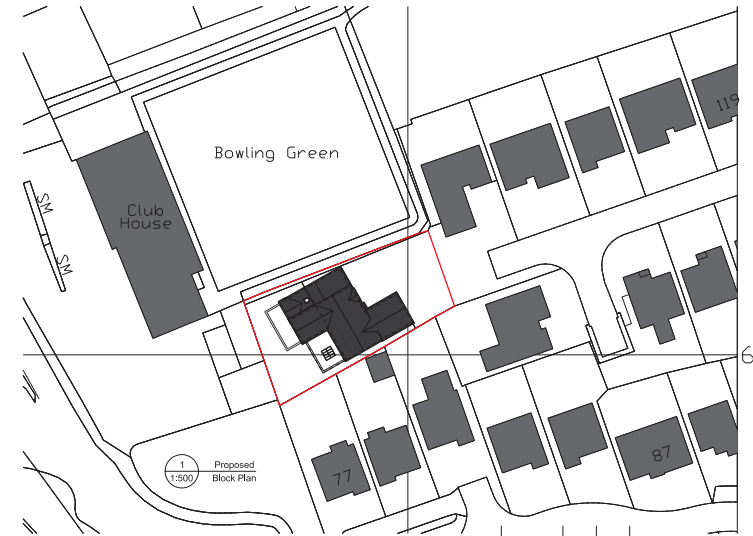 119
Bowling Green
Club
House
SM
SM
6
1
Proposed
1:500
Block Plan
77
87